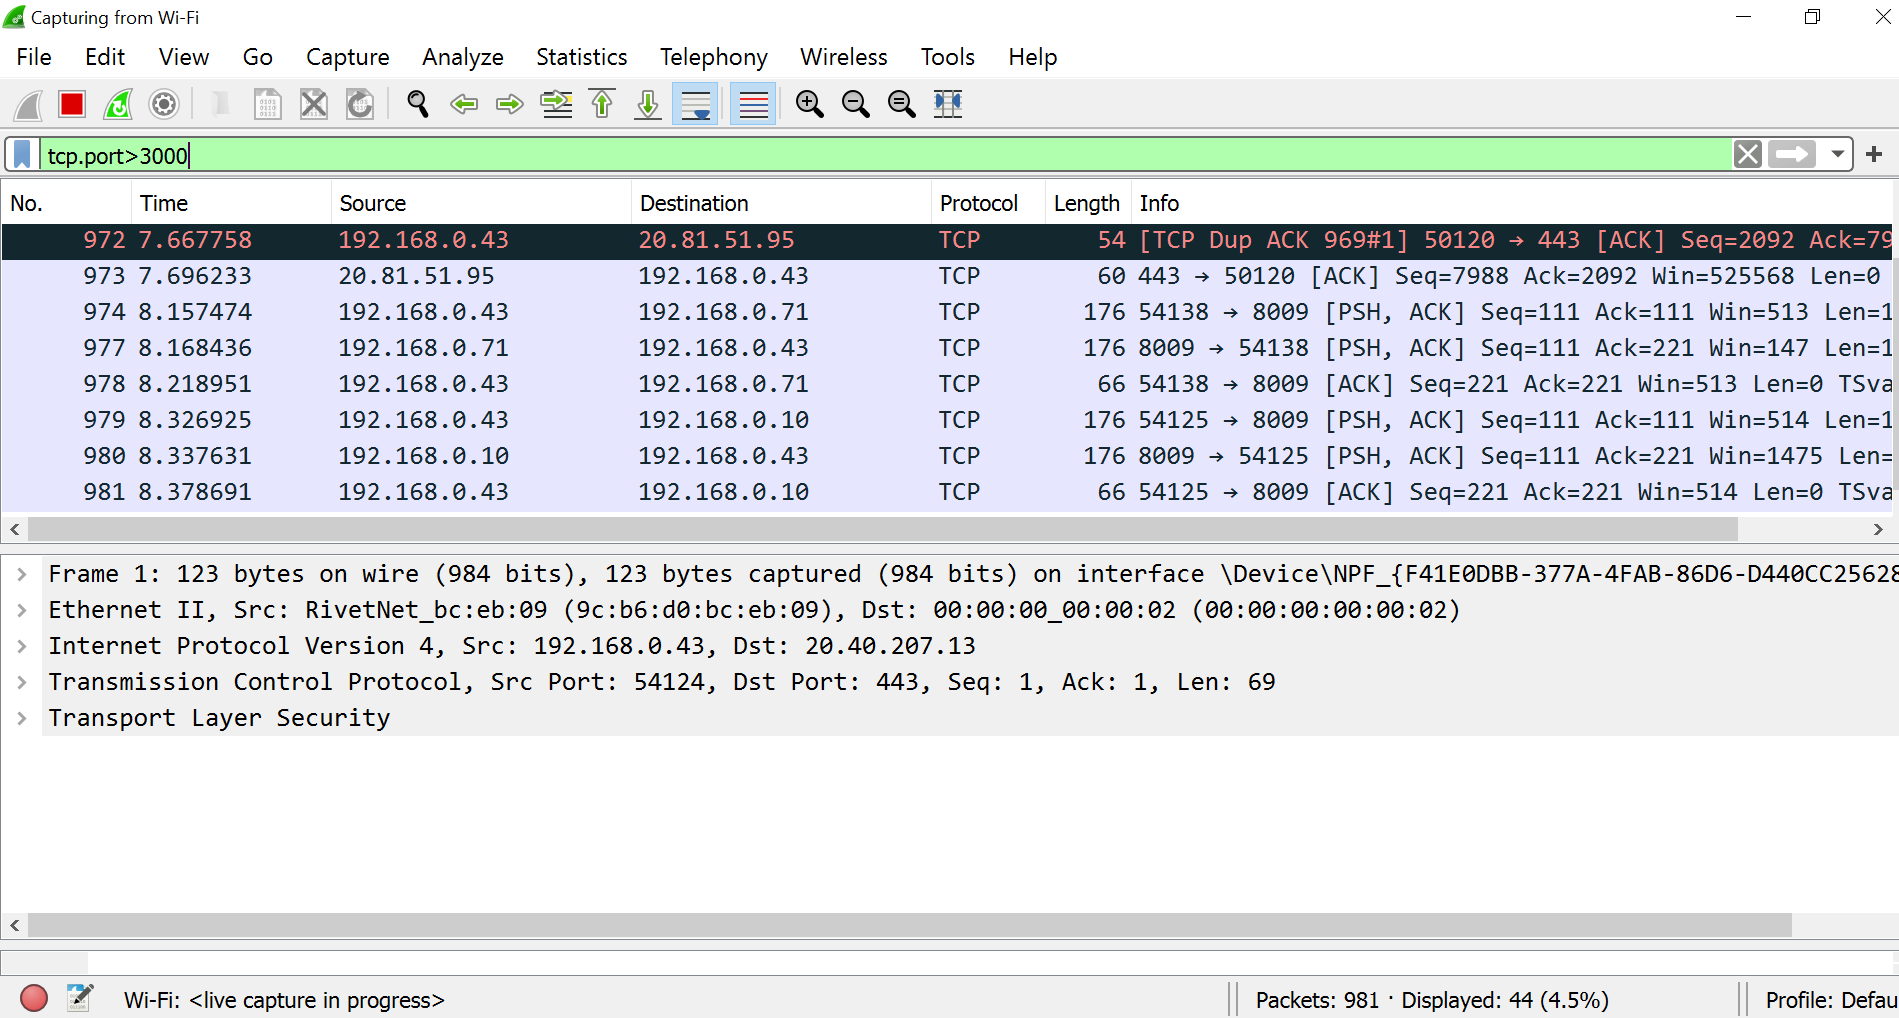 Capturing from Wi-Fi
File Edit View Go Capture Analyze Statistics Telephony Wireless Tools Help
tcp.port>3000
No. Time Source Destination Protocol Length Info
972 7.667758 192.168.0.43 20.81.51.95 TCP 54 [TCP Dup ACK 969#1] 50120 → 443 [ACK] Seq=2092 Ack=79
973 7.696233 20.81.51.95 192.168.0.43 TCP 60 443 → 50120 [ACK] Seq=7988 Ack=2092 Win=525568 Len=0
974 8.157474 192.168.0.43 192.168.0.71 TCP 176 54138 → 8009 [PSH, ACK] Seq=111 Ack=111 Win=513 Len=1
977 8.168436 192.168.0.71 192.168.0.43 TCP 176 8009 → 54138 [PSH, ACK] Seq=111 Ack=221 Win=147 Len=1
978 8.218951 192.168.0.43 192.168.0.71 TCP 66 54138 → 8009 [ACK] Seq=221 Ack=221 Win=513 Len=0 TSva
979 8.326925 192.168.0.43 192.168.0.10 TCP 176 54125 → 8009 [PSH, ACK] Seq=111 Ack=111 Win=514 Len=1
980 8.337631 192.168.0.10 192.168.0.43 TCP 176 8009 → 54125 [PSH, ACK] Seq=111 Ack=221 Win=1475 Len=
981 8.378691 192.168.0.43 192.168.0.10 TCP 66 54125 → 8009 [ACK] Seq=221 Ack=221 Win=514 Len=0 TSva
Frame 1: 123 bytes on wire (984 bits), 123 bytes captured (984 bits) on interface \Device\NPF_{F41E0DBB-377A-4FAB-86D6-D440CC25628
Ethernet II, Src: RivetNet_bc:eb:09 (9c:b6:d0:bc:eb:09), Dst: 00:00:00_00:00:02 (00:00:00:00:00:02)
Internet Protocol Version 4, Src: 192.168.0.43, Dst: 20.40.207.13
Transmission Control Protocol, Src Port: 54124, Dst Port: 443, Seq: 1, Ack: 1, Len: 69
Transport Layer Security
Wi-Fi: <live capture in progress> Packets: 981 · Displayed: 44 (4.5%) Profile: Defau